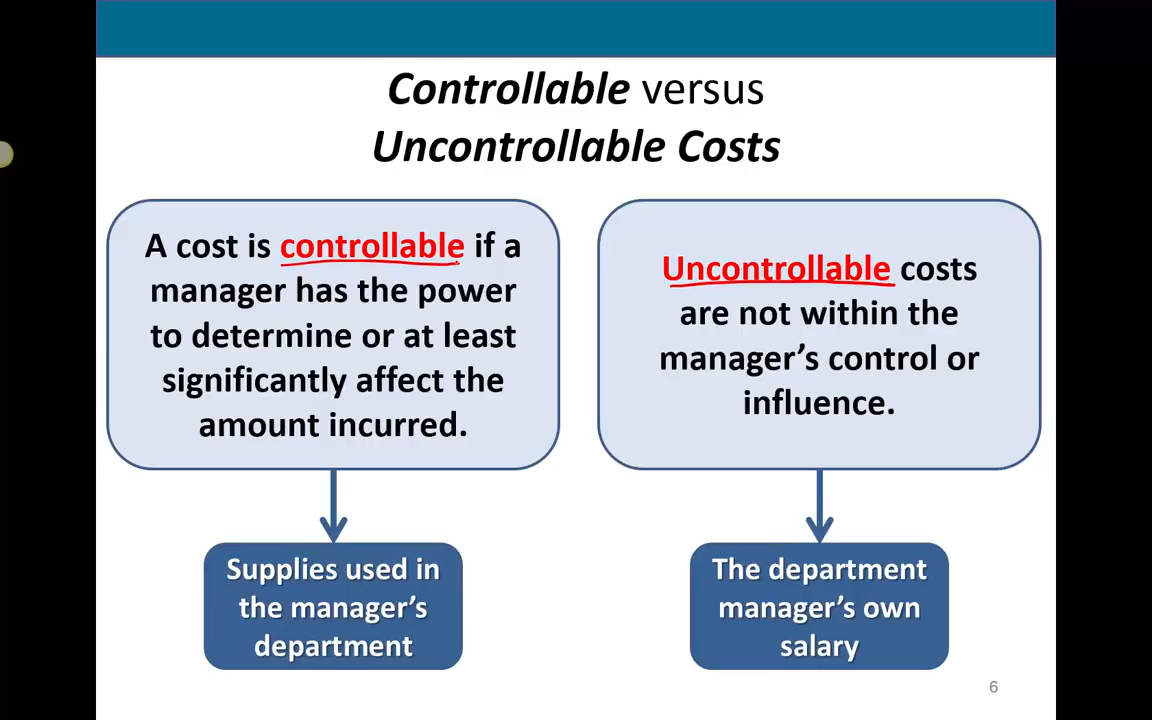 Controllable versus
Uncontrollable Costs
A cost is controllable if a
manager has the power
to determine or at least
significantly affect the
amount incurred.
Uncontrollable costs
are not within the
manager’s control or
influence.
Supplies used in
the manager’s
department
The department
manager’s own
salary
6